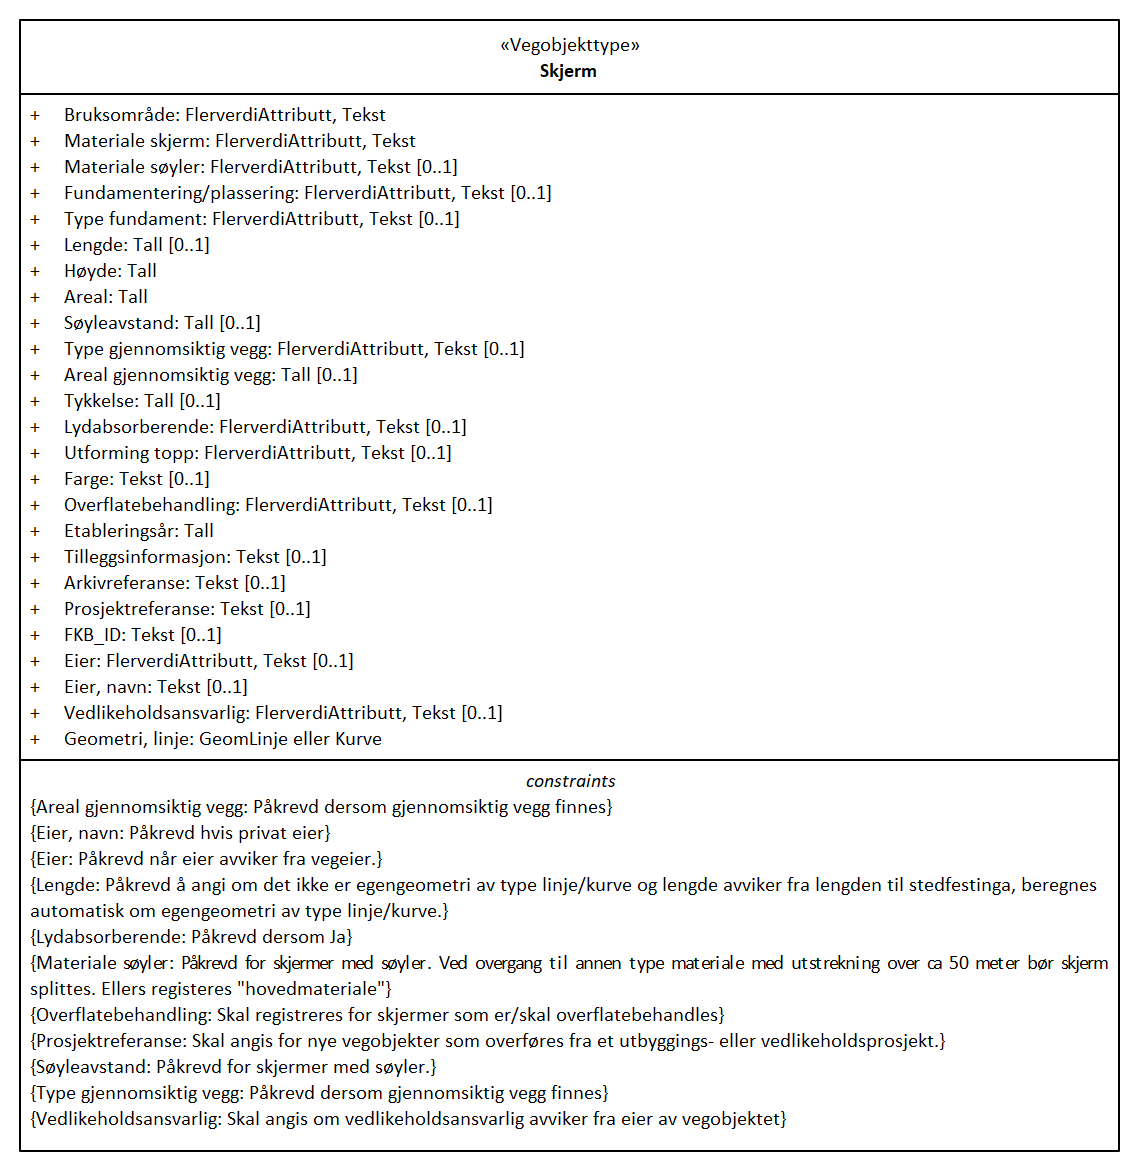 «Vegobjekttype»
Skjerm
+ Bruksområde: FlerverdiAttributt, Tekst
+ Materiale skjerm: FlerverdiAttributt, Tekst
+ Materiale søyler: FlerverdiAttributt, Tekst [0..1]
+ Fundamentering/plassering: FlerverdiAttributt, Tekst [0..1]
+ Type fundament: FlerverdiAttributt, Tekst [0..1]
+ Lengde: Tall [0..1]
+ Høyde: Tall
+ Areal: Tall
+ Søyleavstand: Tall [0..1]
+ Type gjennomsiktig vegg: FlerverdiAttributt, Tekst [0..1]
+ Areal gjennomsiktig vegg: Tall [0..1]
+ Tykkelse: Tall [0..1]
+ Lydabsorberende: FlerverdiAttributt, Tekst [0..1]
+ Utforming topp: FlerverdiAttributt, Tekst [0..1]
+ Farge: Tekst [0..1]
+ Overflatebehandling: FlerverdiAttributt, Tekst [0..1]
+ Etableringsår: Tall
+ Tilleggsinformasjon: Tekst [0..1]
+ Arkivreferanse: Tekst [0..1]
+ Prosjektreferanse: Tekst [0..1]
+ FKB_ID: Tekst [0..1]
+ Eier: FlerverdiAttributt, Tekst [0..1]
+ Eier, navn: Tekst [0..1]
+ Vedlikeholdsansvarlig: FlerverdiAttributt, Tekst [0..1]
+ Geometri, linje: GeomLinje eller Kurve
constraints
{Areal gjennomsiktig vegg: Påkrevd dersom gjennomsiktig vegg finnes}
{Eier, navn: Påkrevd hvis privat eier}
{Eier: Påkrevd når eier avviker fra vegeier.}
{Lengde: Påkrevd å angi om det ikke er egengeometri av type linje/kurve og lengde avviker fra lengden til stedfestinga, beregnes
automatisk om egengeometri av type linje/kurve.}
{Lydabsorberende: Påkrevd dersom Ja}
{Materiale søyler: Påkrevd for skjermer med søyler. Ved overgang til annen type materiale med utstrekning over ca 50 meter bør skjerm
splittes. Ellers registeres "hovedmateriale"}
{Overflatebehandling: Skal registreres for skjermer som er/skal overflatebehandles}
{Prosjektreferanse: Skal angis for nye vegobjekter som overføres fra et utbyggings- eller vedlikeholdsprosjekt.}
{Søyleavstand: Påkrevd for skjermer med søyler.}
{Type gjennomsiktig vegg: Påkrevd dersom gjennomsiktig vegg finnes}
{Vedlikeholdsansvarlig: Skal angis om vedlikeholdsansvarlig avviker fra eier av vegobjektet}